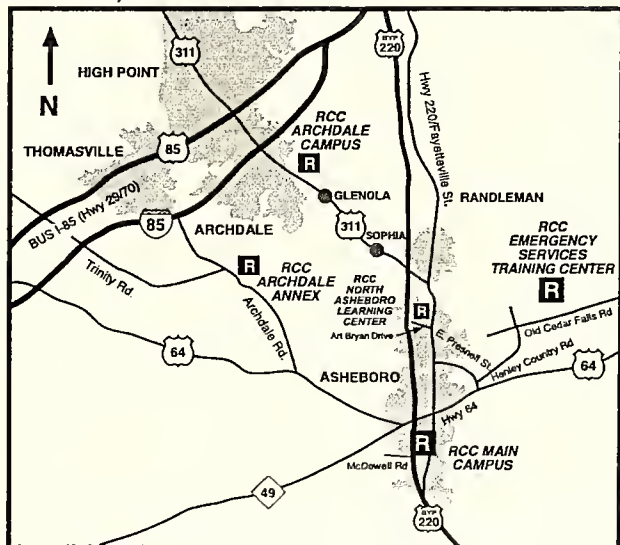 N
311
HIGH POINT
THOMASVILLE
85
BUS I-85 (Hwy 29/70)
85
RCC
ARCHDALE
CAMPUS
R
GLENOLA
311
SOPHIA
BYP
220
Hwy 220/Fayetteville St.
RANDLEMAN
ARCHDALE
Trinity Rd.
R
RCC
ARCHDALE
ANNEX
Archdale Rd.
RCC
NORTH
ASHEBORO
LEARNING
CENTER
R
Art Bryan Drive
E. Presnell St.
RCC
EMERGENCY
SERVICES
TRAINING CENTER
R
Old Cedar Falls Rd
Henley Country Rd
64
64
ASHEBORO
Hwy 64
R
RCC MAIN
CAMPUS
McDowell Rd
49
BYP
220